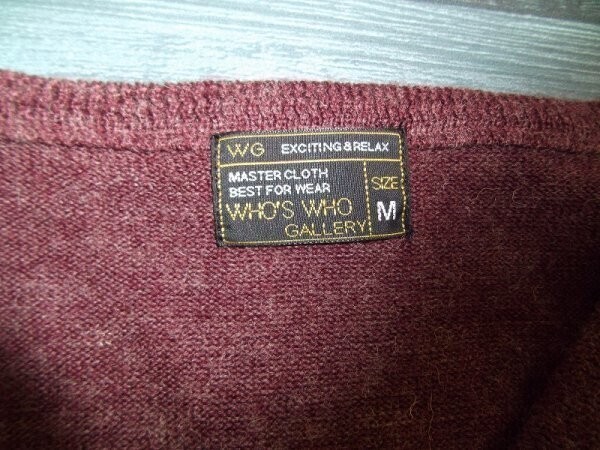 WG EXCITING&RELAX
MASTER CLOTH
BEST FOR WEAR
WHO'S WHO
GALLERY
SIZE
M